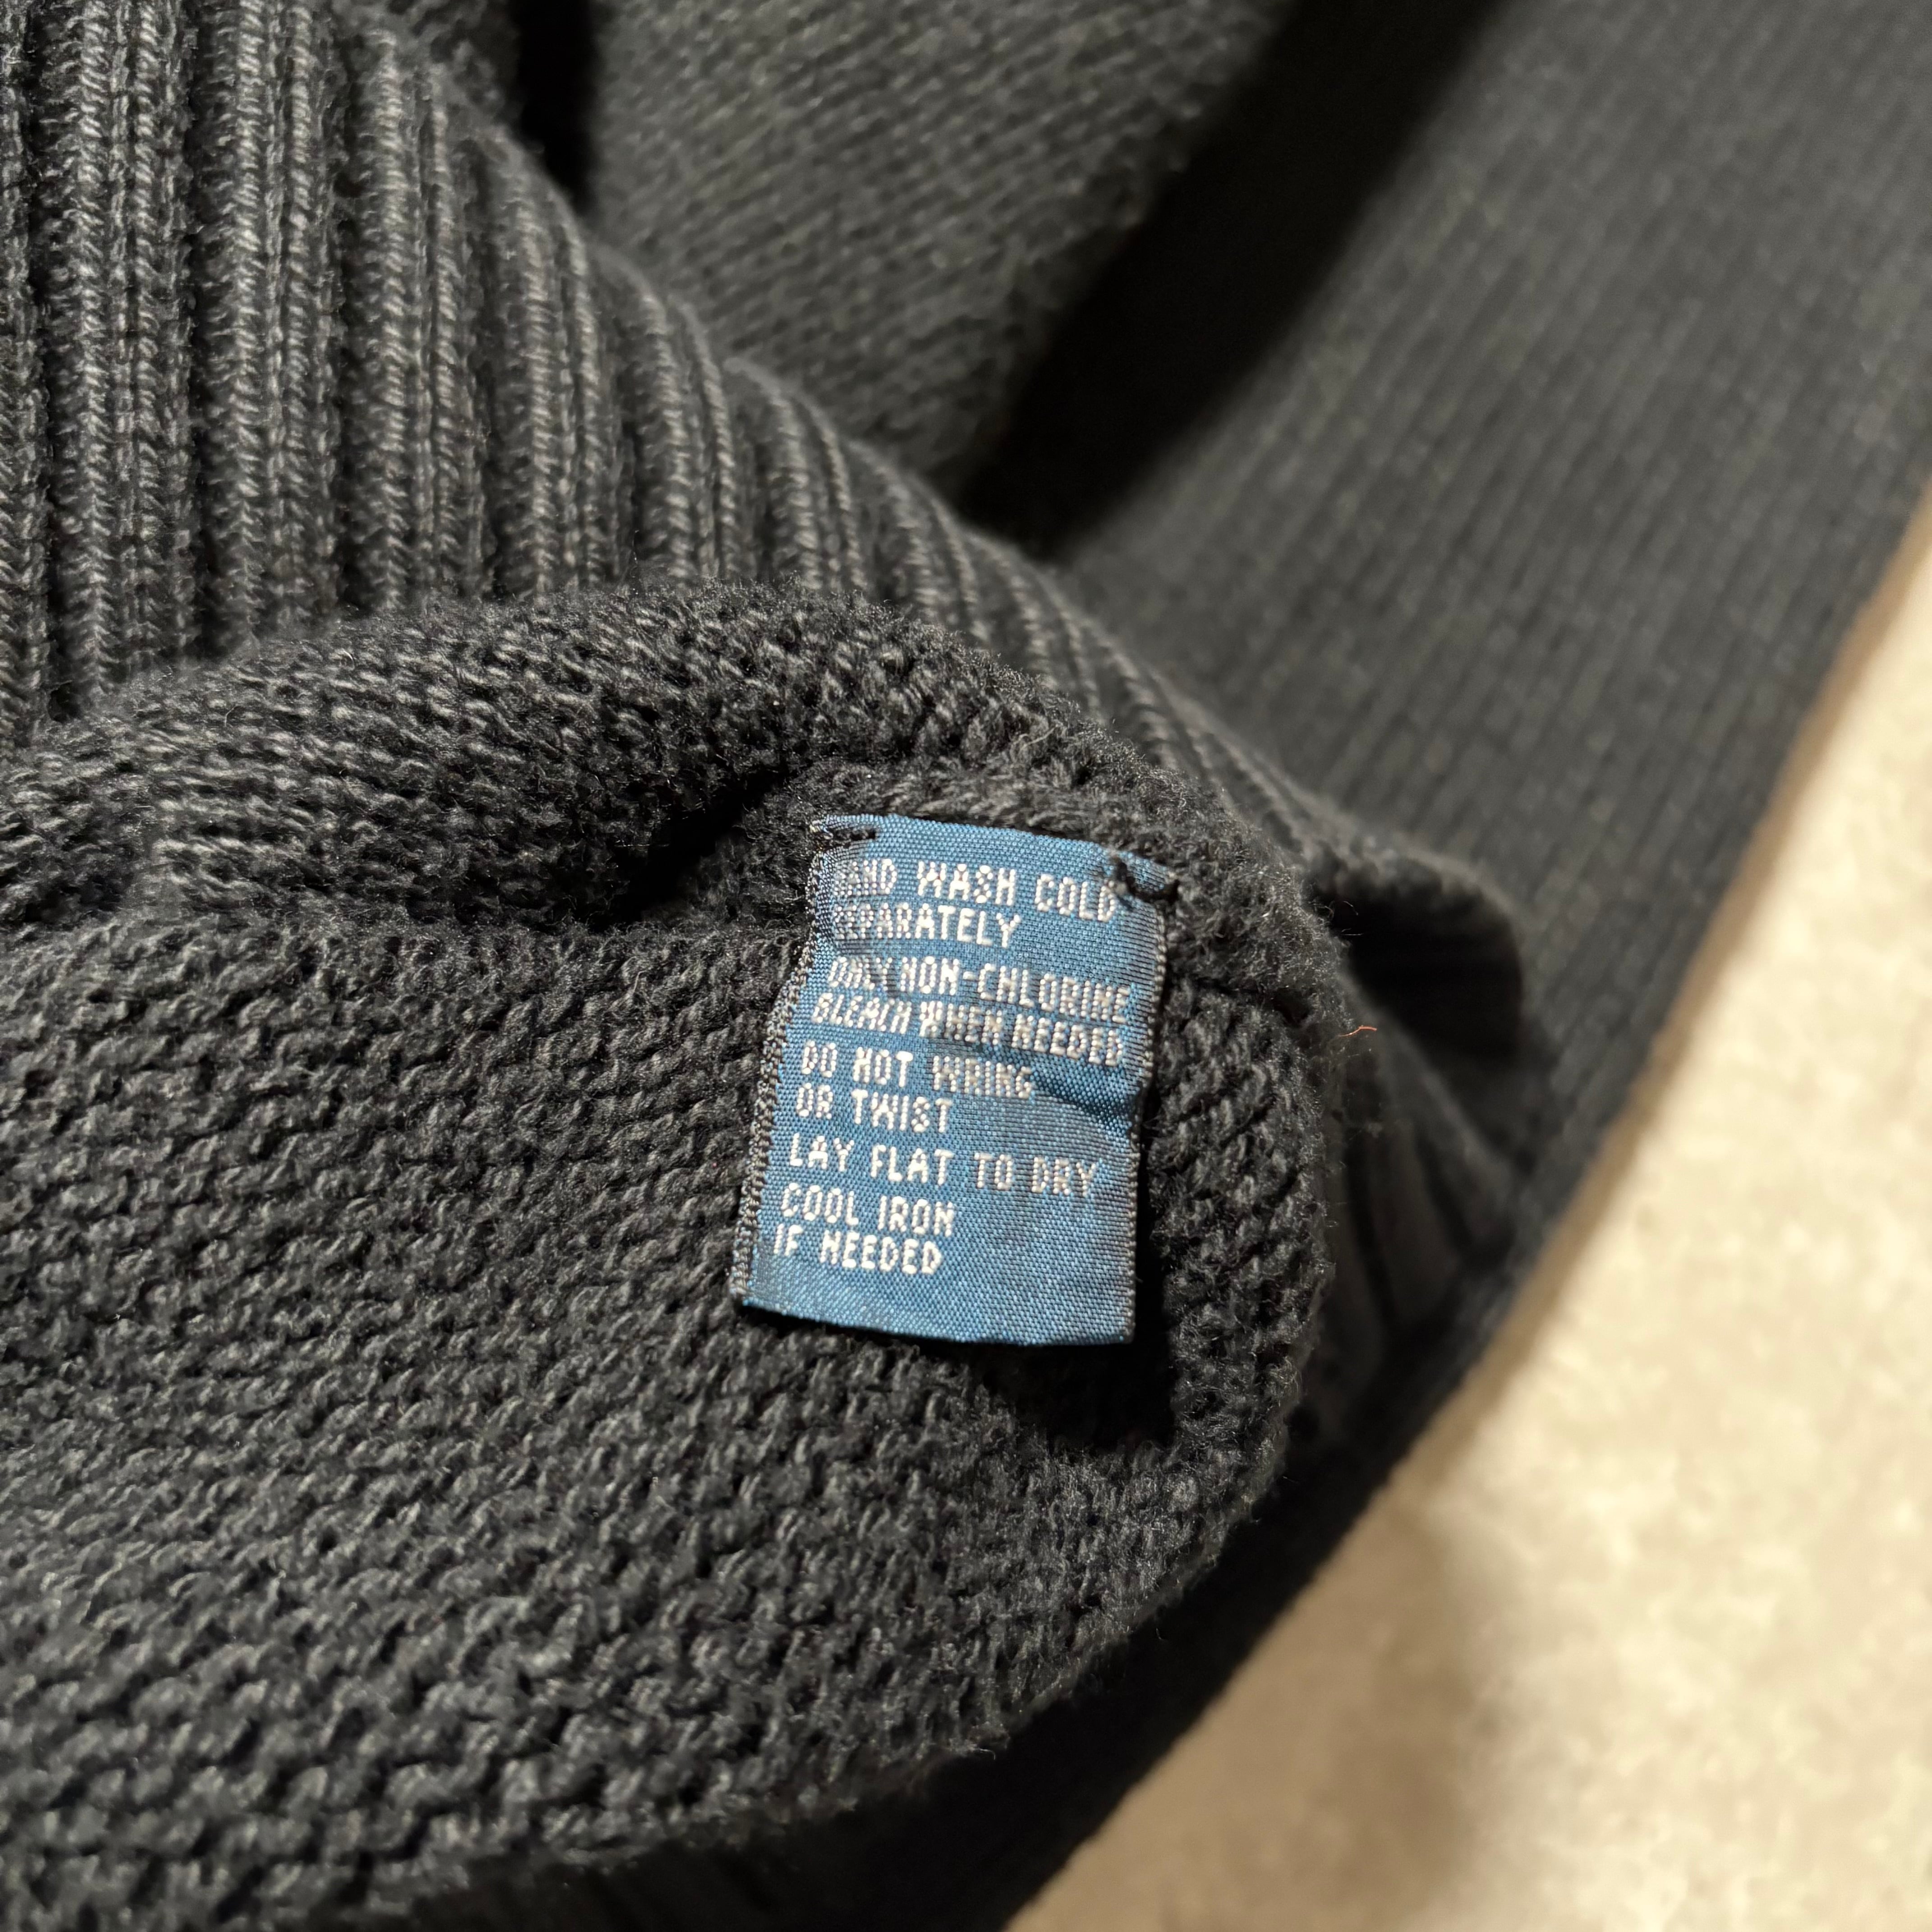 HAND WASH COLD
SEPARATELY
ONLY NON-CHLORINE
BLEACH WHEN NEEDED
DO NOT WRING
OR TWIST
LAY FLAT TO DRY
COOL IRON
IF NEEDED